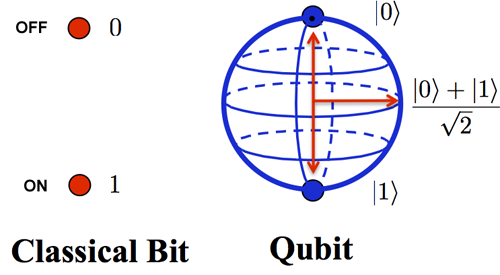 OFF 0
|0⟩
|0⟩ + |1⟩
√2
ON 1
|1⟩
Classical Bit
Qubit